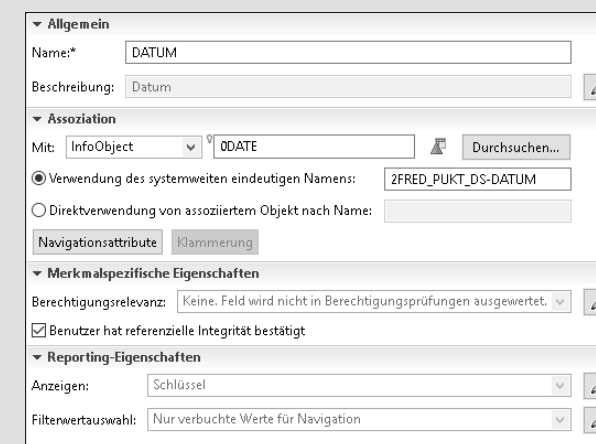 Allgemein
Name:* DATUM
Beschreibung: Datum
Assoziation
Mit: InfoObject 0DATE Durchsuchen...
Verwendung des systemweiten eindeutigen Namens: 2FRED_PUKT_DS-DATUM
Direktverwendung von assoziiertem Objekt nach Name:
Navigationsattribute Klammerung
Merkmalspezifische Eigenschaften
Berechtigungsrelevanz: Keine. Feld wird nicht in Berechtigungsprüfungen ausgewertet.
Benutzer hat referenzielle Integrität bestätigt
Reporting-Eigenschaften
Anzeigen: Schlüssel
Filterwertauswahl: Nur verbuchte Werte für Navigation